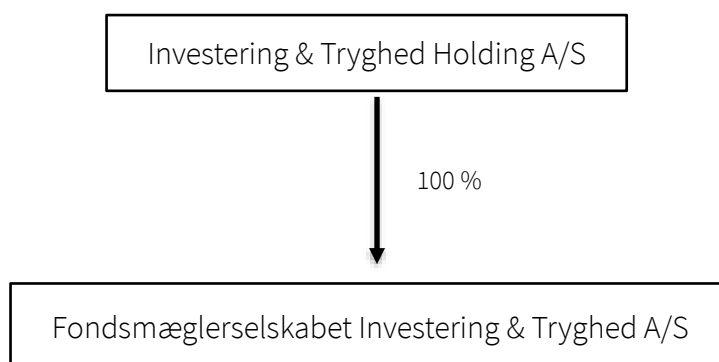 Investering & Tryghed Holding A/S
100 %
Fondsmæglerselskabet Investering & Tryghed A/S